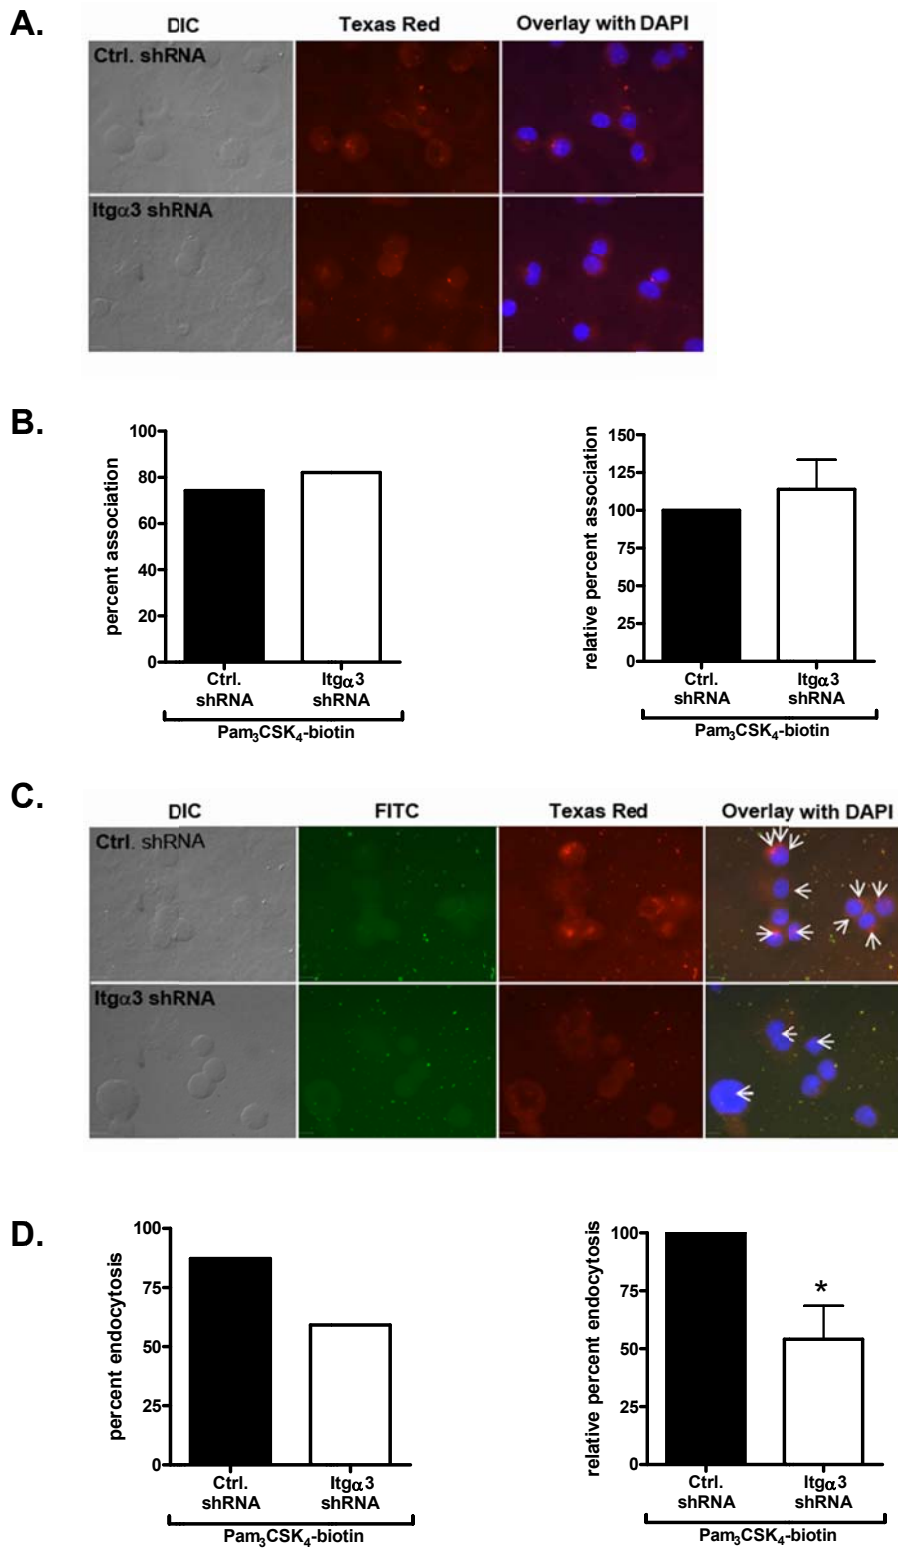 A.
DIC Texas Red Overlay with DAPI
Ctrl. shRNA
Itgα3 shRNA
B.
percent association
100
80
60
40
20
0
Ctrl. shRNA
Itgα3 shRNA
Pam₃CSK₄-biotin
relative percent association
150
125
100
75
50
25
0
Ctrl. shRNA
Itgα3 shRNA
Pam₃CSK₄-biotin
C.
DIC FITC Texas Red Overlay with DAPI
Ctrl. shRNA
Itgα3 shRNA
D.
percent endocytosis
100
75
50
25
0
Ctrl. shRNA
Itgα3 shRNA
Pam₃CSK₄-biotin
relative percent endocytosis
100
75
50
25
0
*
Ctrl. shRNA
Itgα3 shRNA
Pam₃CSK₄-biotin